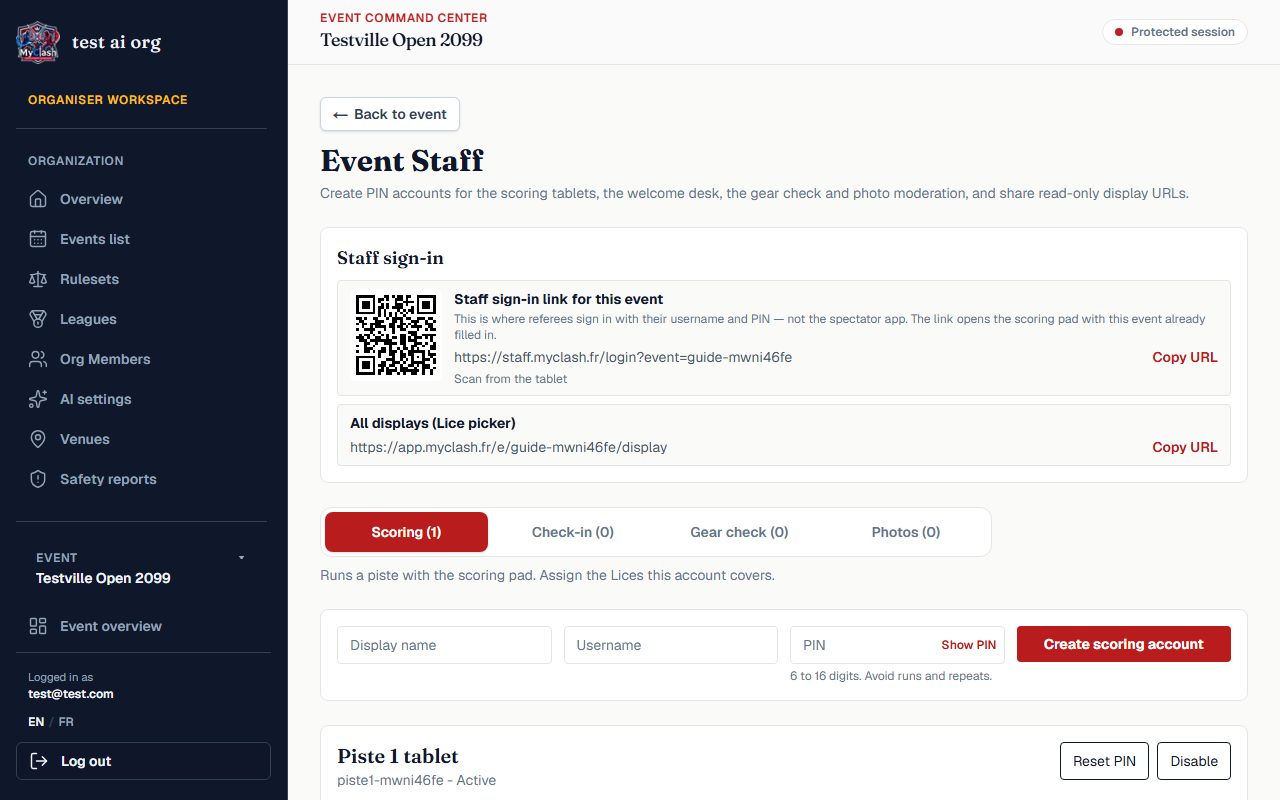 MyClash
test ai org
ORGANISER WORKSPACE
ORGANIZATION
Overview
Events list
Rulesets
Leagues
Org Members
AI settings
Venues
Safety reports
EVENT
Testville Open 2099
Event overview
Logged in as
test@test.com
EN / FR
Log out
EVENT COMMAND CENTER
Testville Open 2099
Protected session
← Back to event
Event Staff
Create PIN accounts for the scoring tablets, the welcome desk, the gear check and photo moderation, and share read-only display URLs.
Staff sign-in
Staff sign-in link for this event
This is where referees sign in with their username and PIN — not the spectator app. The link opens the scoring pad with this event already
filled in.
https://staff.myclash.fr/login?event=guide-mwni46fe
Copy URL
Scan from the tablet
All displays (Lice picker)
https://app.myclash.fr/e/guide-mwni46fe/display
Copy URL
Scoring (1)
Check-in (0)
Gear check (0)
Photos (0)
Runs a piste with the scoring pad. Assign the Lices this account covers.
Display name
Username
PIN
Show PIN
Create scoring account
6 to 16 digits. Avoid runs and repeats.
Piste 1 tablet
piste1-mwni46fe - Active
Reset PIN
Disable